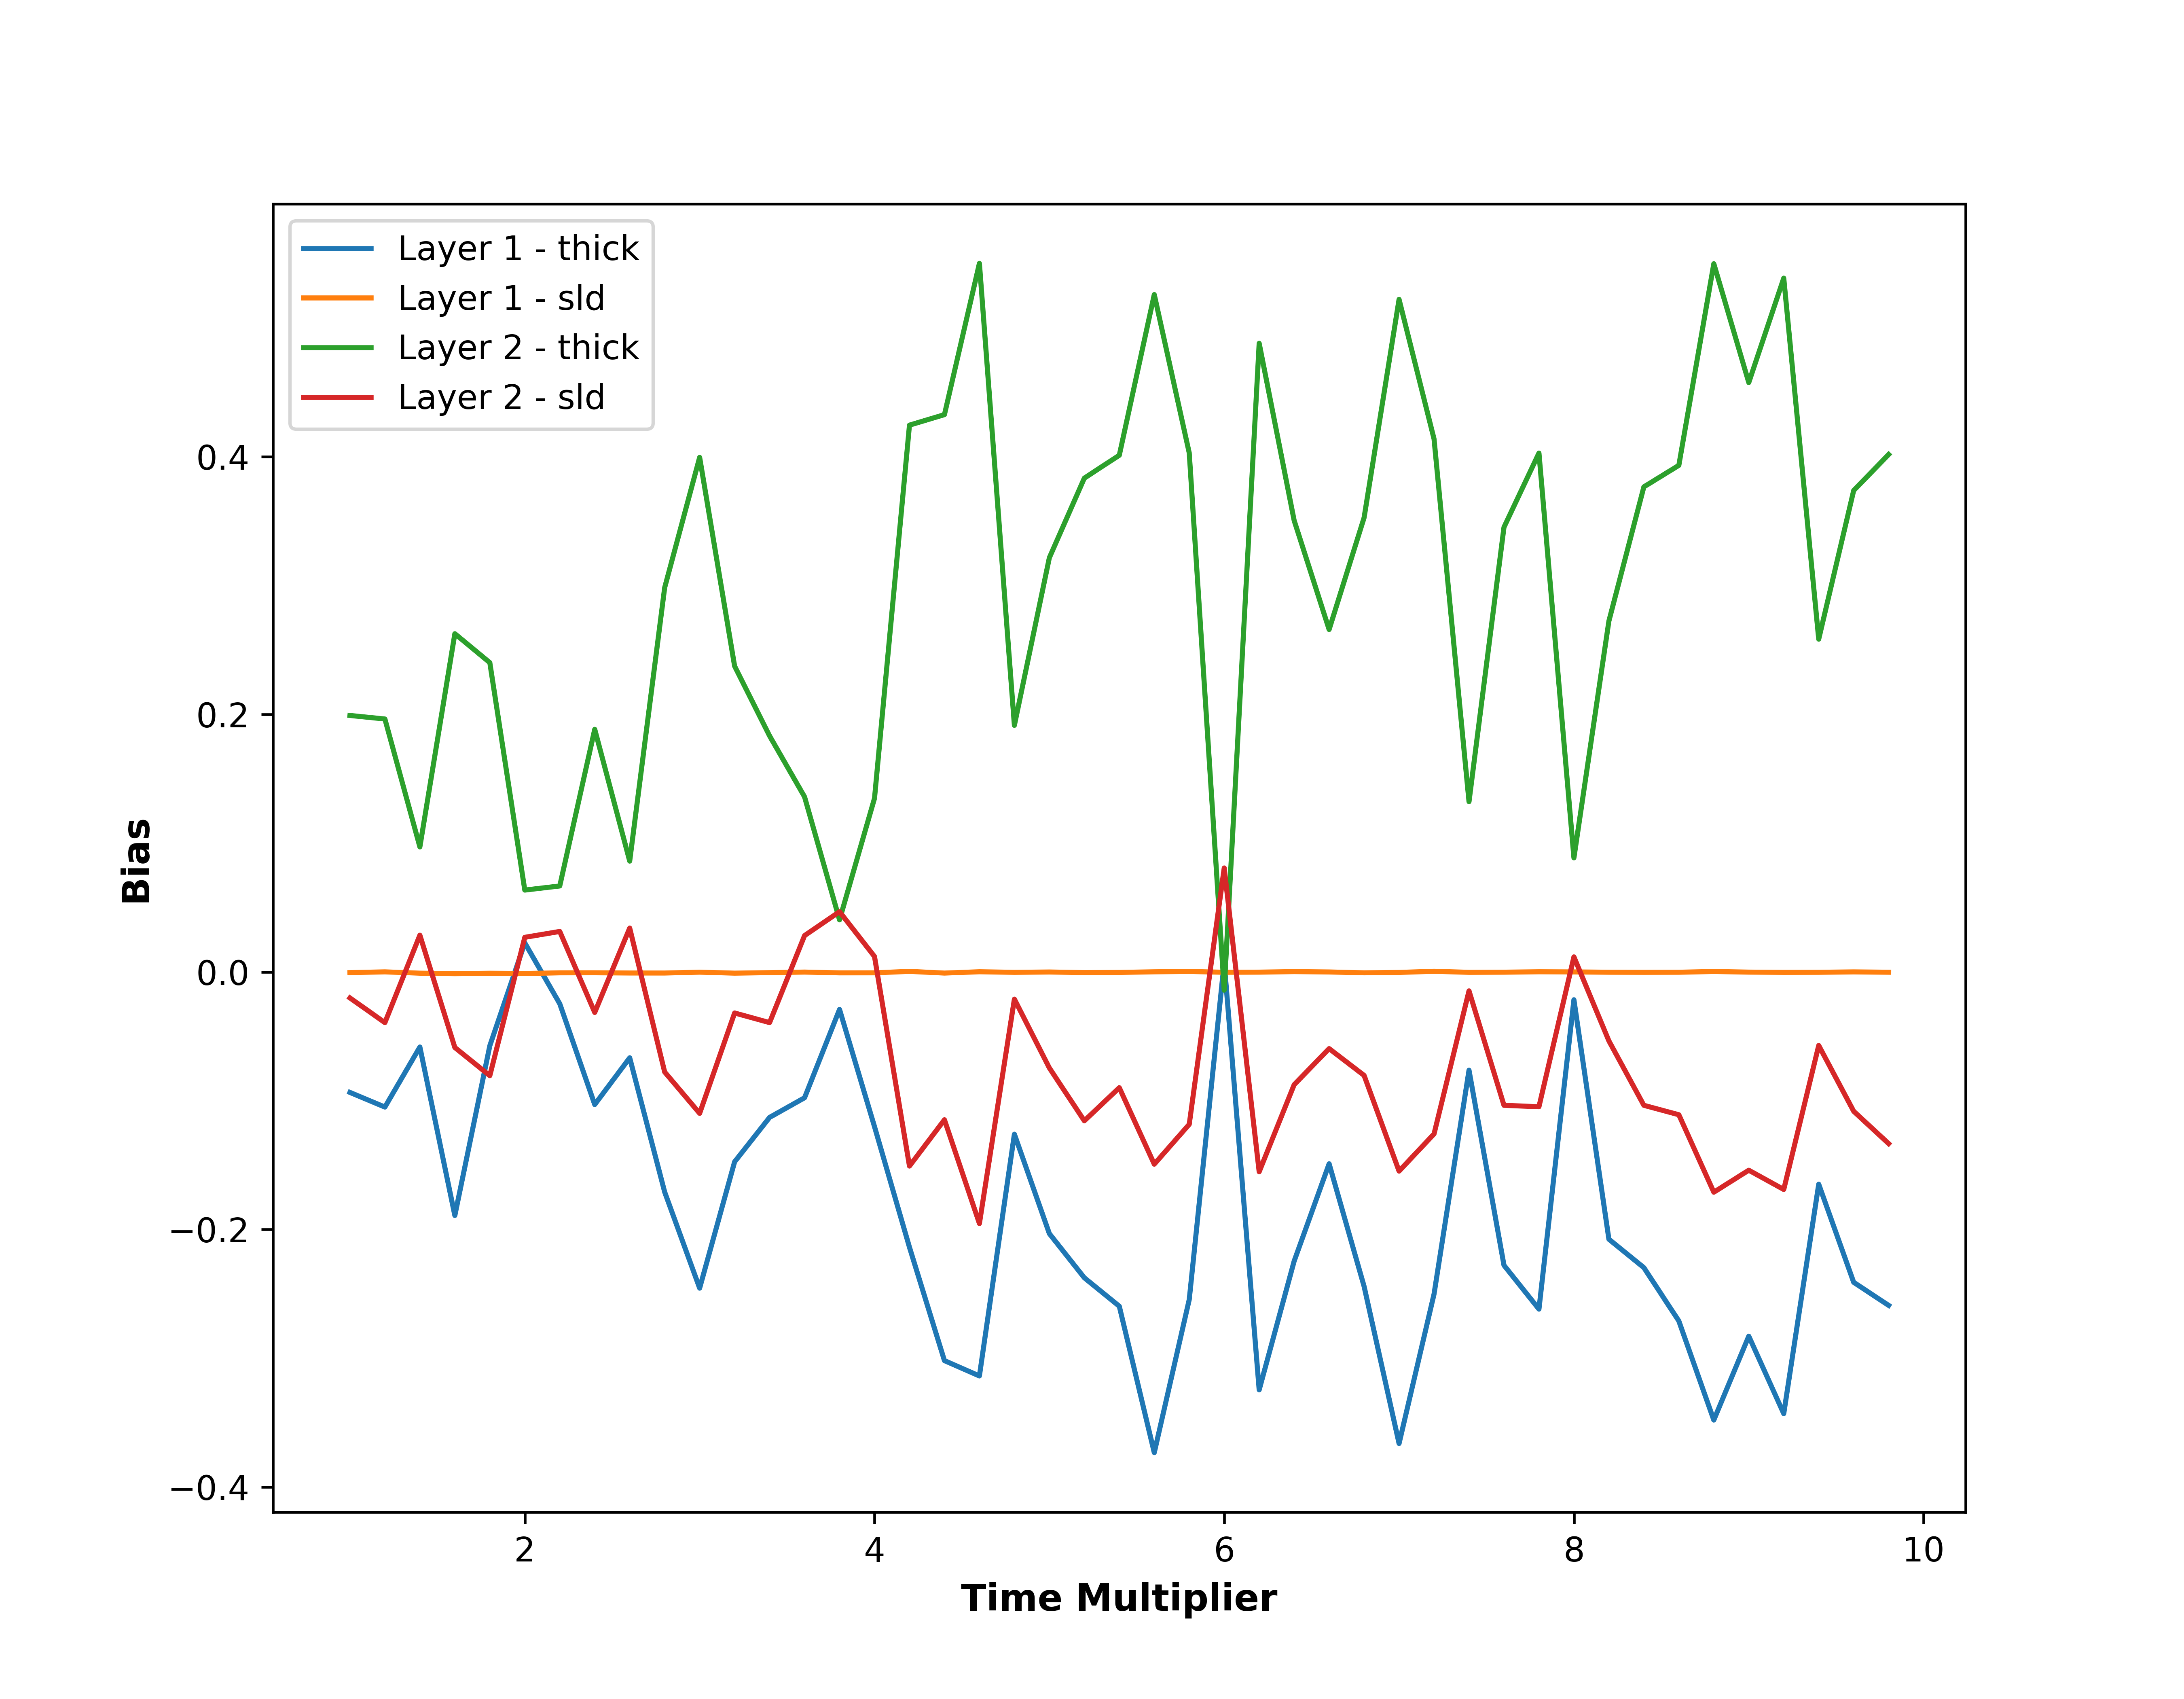 Layer 1 - thick
Layer 1 - sld
Layer 2 - thick
Layer 2 - sld
0.4
0.2
0.0
−0.2
−0.4
Bias
2 4 6 8 10
Time Multiplier